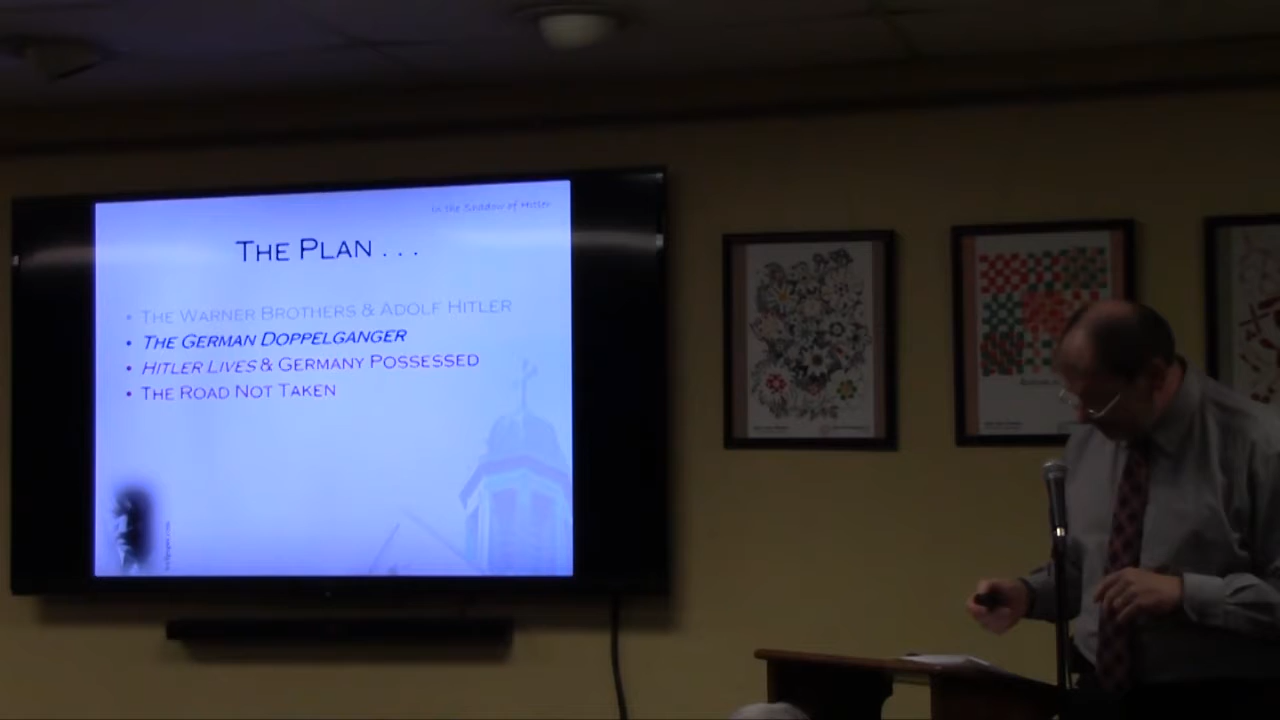 In the Shadow of Hitler
The Plan . . .
• The Warner Brothers & Adolf Hitler
• The German Doppelganger
• Hitler Lives & Germany Possessed
• The Road Not Taken